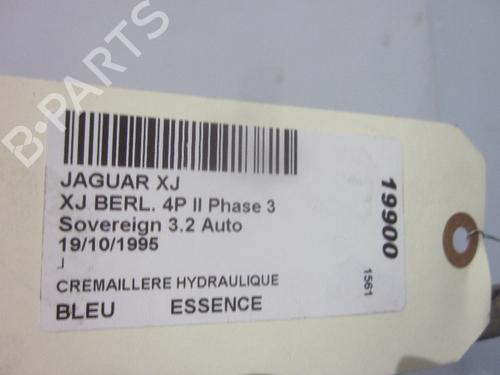 JAGUAR XJ
XJ BERL. 4P II Phase 3
Sovereign 3.2 Auto
19/10/1995
J
CREMAILLERE HYDRAULIQUE
BLEU ESSENCE
19900
1561
B-PARTS